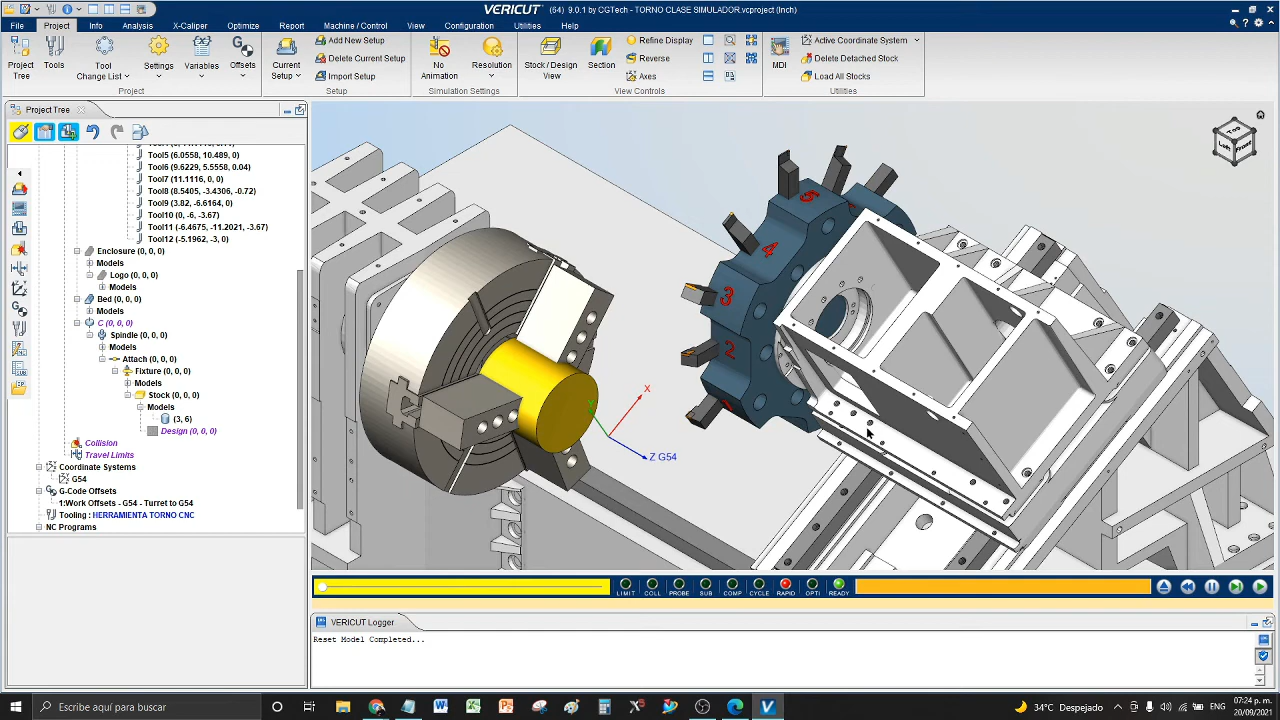 VERICUT (64) 9.0.1 by CGTech - TORNO CLASE SIMULADOR.vcproject (Inch)
File Project Info Analysis X-Caliper Optimize Report Machine / Control View Configuration Utilities Help
Project Tree
Tools
Tool Change List
Settings
Variables
Offsets
Project
Current Setup
Add New Setup
Delete Current Setup
Import Setup
Setup
No Animation
Resolution
Simulation Settings
Stock / Design View
Section
Refine Display
Reverse
Axes
View Controls
MDI
Active Coordinate System
Delete Detached Stock
Load All Stocks
Utilities
Project Tree
Tool5 (6.0558, 10.489, 0)
Tool6 (9.6229, 5.5558, 0.04)
Tool7 (11.1116, 0, 0)
Tool8 (8.5405, -3.4306, -0.72)
Tool9 (3.82, -6.6164, 0)
Tool10 (0, -6, -3.67)
Tool11 (-6.4675, -11.2021, -3.67)
Tool12 (-5.1962, -3, 0)
Enclosure (0, 0, 0)
Models
Logo (0, 0, 0)
Models
Bed (0, 0, 0)
Models
C (0, 0, 0)
Spindle (0, 0, 0)
Models
Attach (0, 0, 0)
Fixture (0, 0, 0)
Models
Stock (0, 0, 0)
Models
(3, 6)
Design (0, 0, 0)
Collision
Travel Limits
Coordinate Systems
G54
G-Code Offsets
1:Work Offsets - G54 - Turret to G54
Tooling : HERRAMIENTA TORNO CNC
NC Programs
Top
Left
Front
5
4
3
2
1
X
Z G54
LIMIT COLL PROBE SUB COMP CYCLE RAPID OPTI READY
VERICUT Logger
Reset Model Completed...
Escribe aquí para buscar
34°C Despejado
ENG
07:24 p. m.
20/09/2021